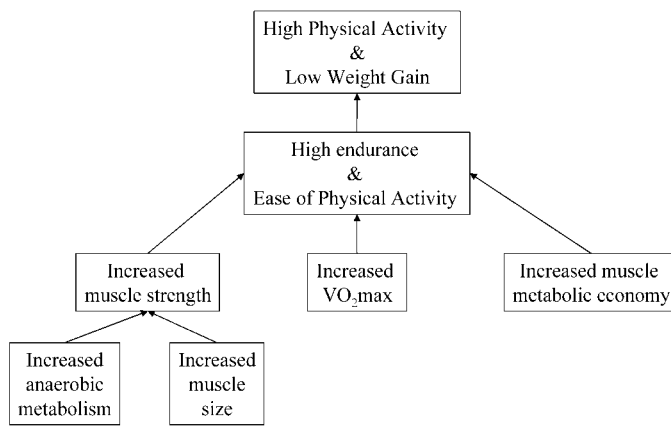 High Physical Activity
&
Low Weight Gain
High endurance
&
Ease of Physical Activity
Increased
muscle strength
Increased
VO₂max
Increased muscle
metabolic economy
Increased
anaerobic
metabolism
Increased
muscle
size